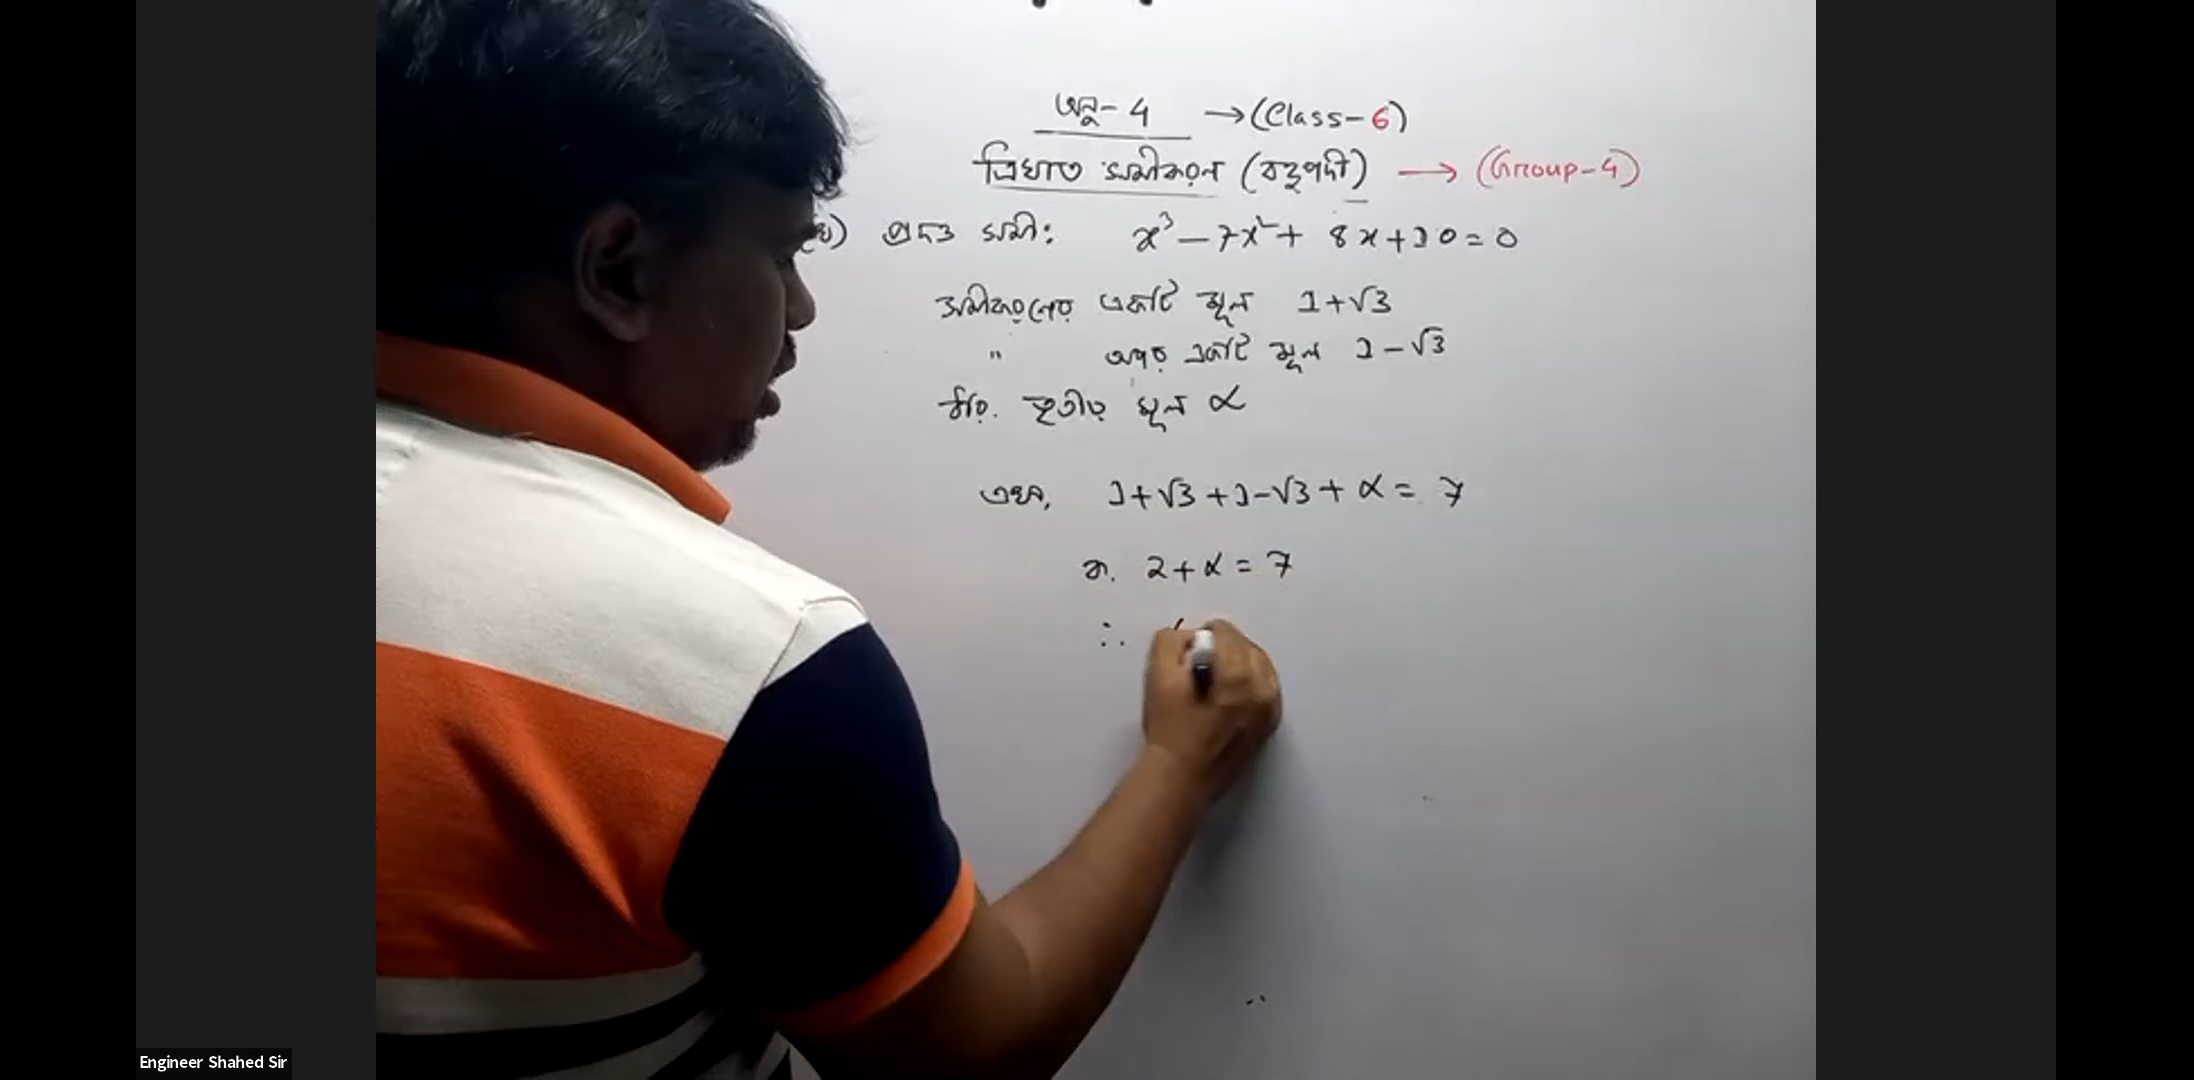 অনু- 4 →(Class-6)
ত্রিঘাত সমীকরণ (বহুপদী) → (Group-4)
(খ) প্রদত্ত সমী: x³ – 7x² + 8x + 10 = 0
সমীকরণের একটি মূল 1+√3
" অপর একটি মূল 1-√3
ধরি. তৃতীয় মূল α
এখন, 1+√3+1-√3+ α = 7
বা. 2+α = 7
∴
Engineer Shahed Sir